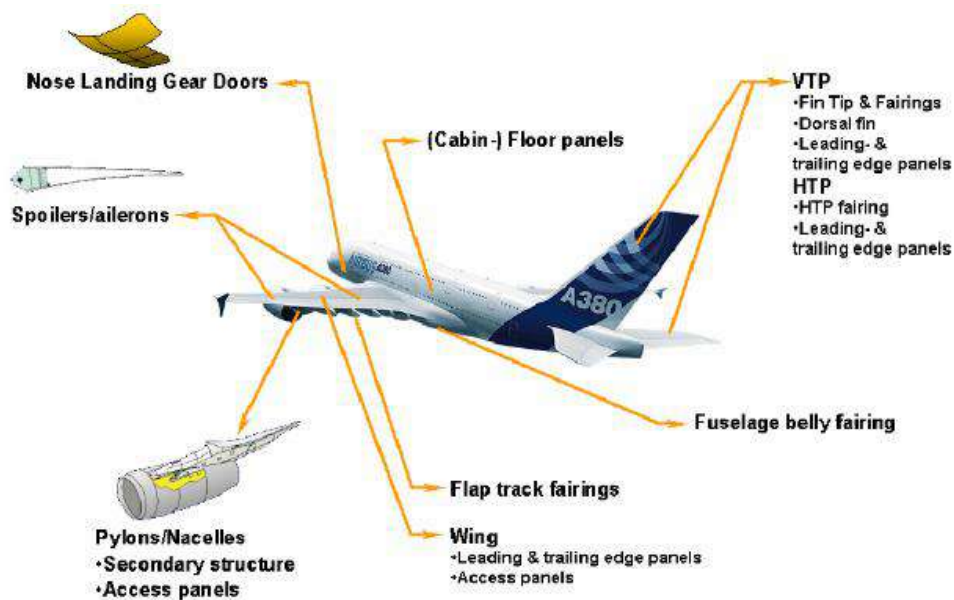 Nose Landing Gear Doors
(Cabin-) Floor panels
VTP
•Fin Tip & Fairings
•Dorsal fin
•Leading- &
trailing edge panels
HTP
•HTP fairing
•Leading- &
trailing edge panels
Spoilers/ailerons
A380
Fuselage belly fairing
Flap track fairings
Wing
•Leading & trailing edge panels
•Access panels
Pylons/Nacelles
•Secondary structure
•Access panels